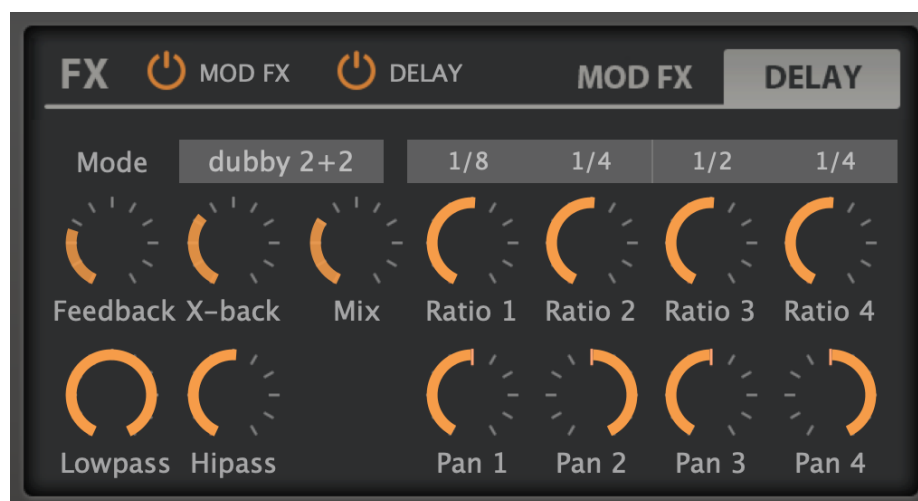 FX MOD FX DELAY MOD FX DELAY
Mode dubby 2+2 1/8 1/4 1/2 1/4
Feedback X-back Mix Ratio 1 Ratio 2 Ratio 3 Ratio 4
Lowpass Hipass Pan 1 Pan 2 Pan 3 Pan 4